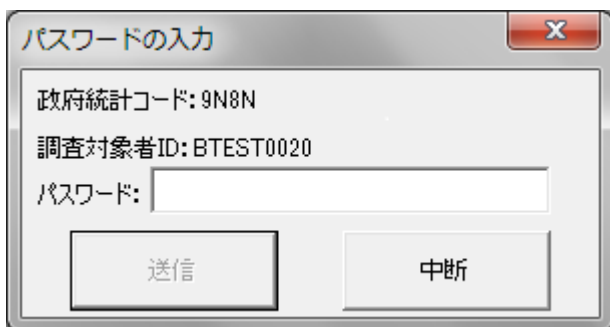 パスワードの入力
政府統計コード:9N8N
調査対象者ID:BTEST0020
パスワード:
送信
中断